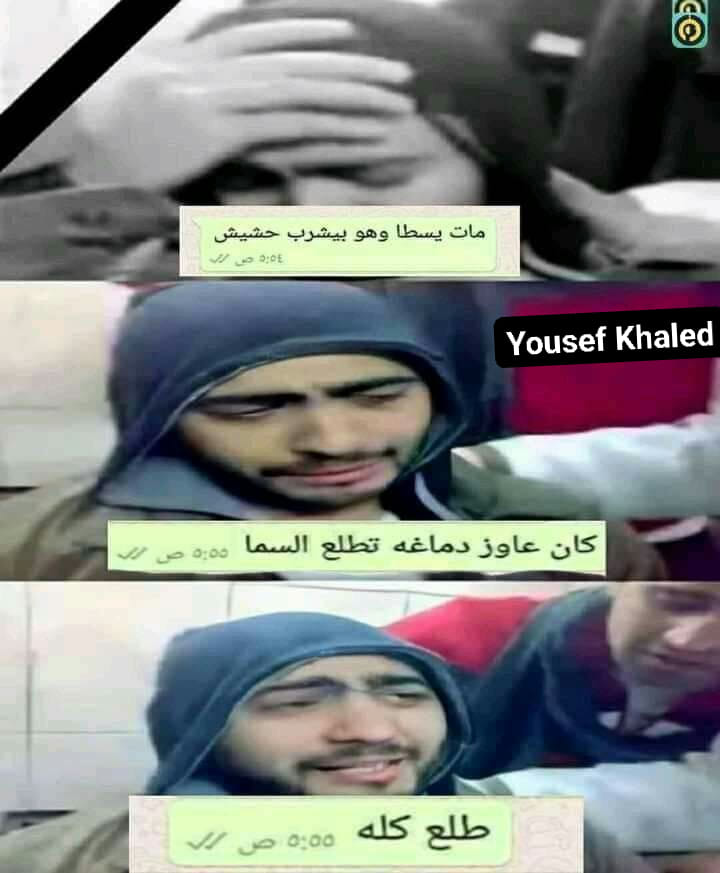 مات يسطا وهو بيشرب حشيش
٥:٥٤ ص
Yousef Khaled
كان عاوز دماغه تطلع السما
٥:٥٥ ص
طلع كله
٥:٥٥ ص